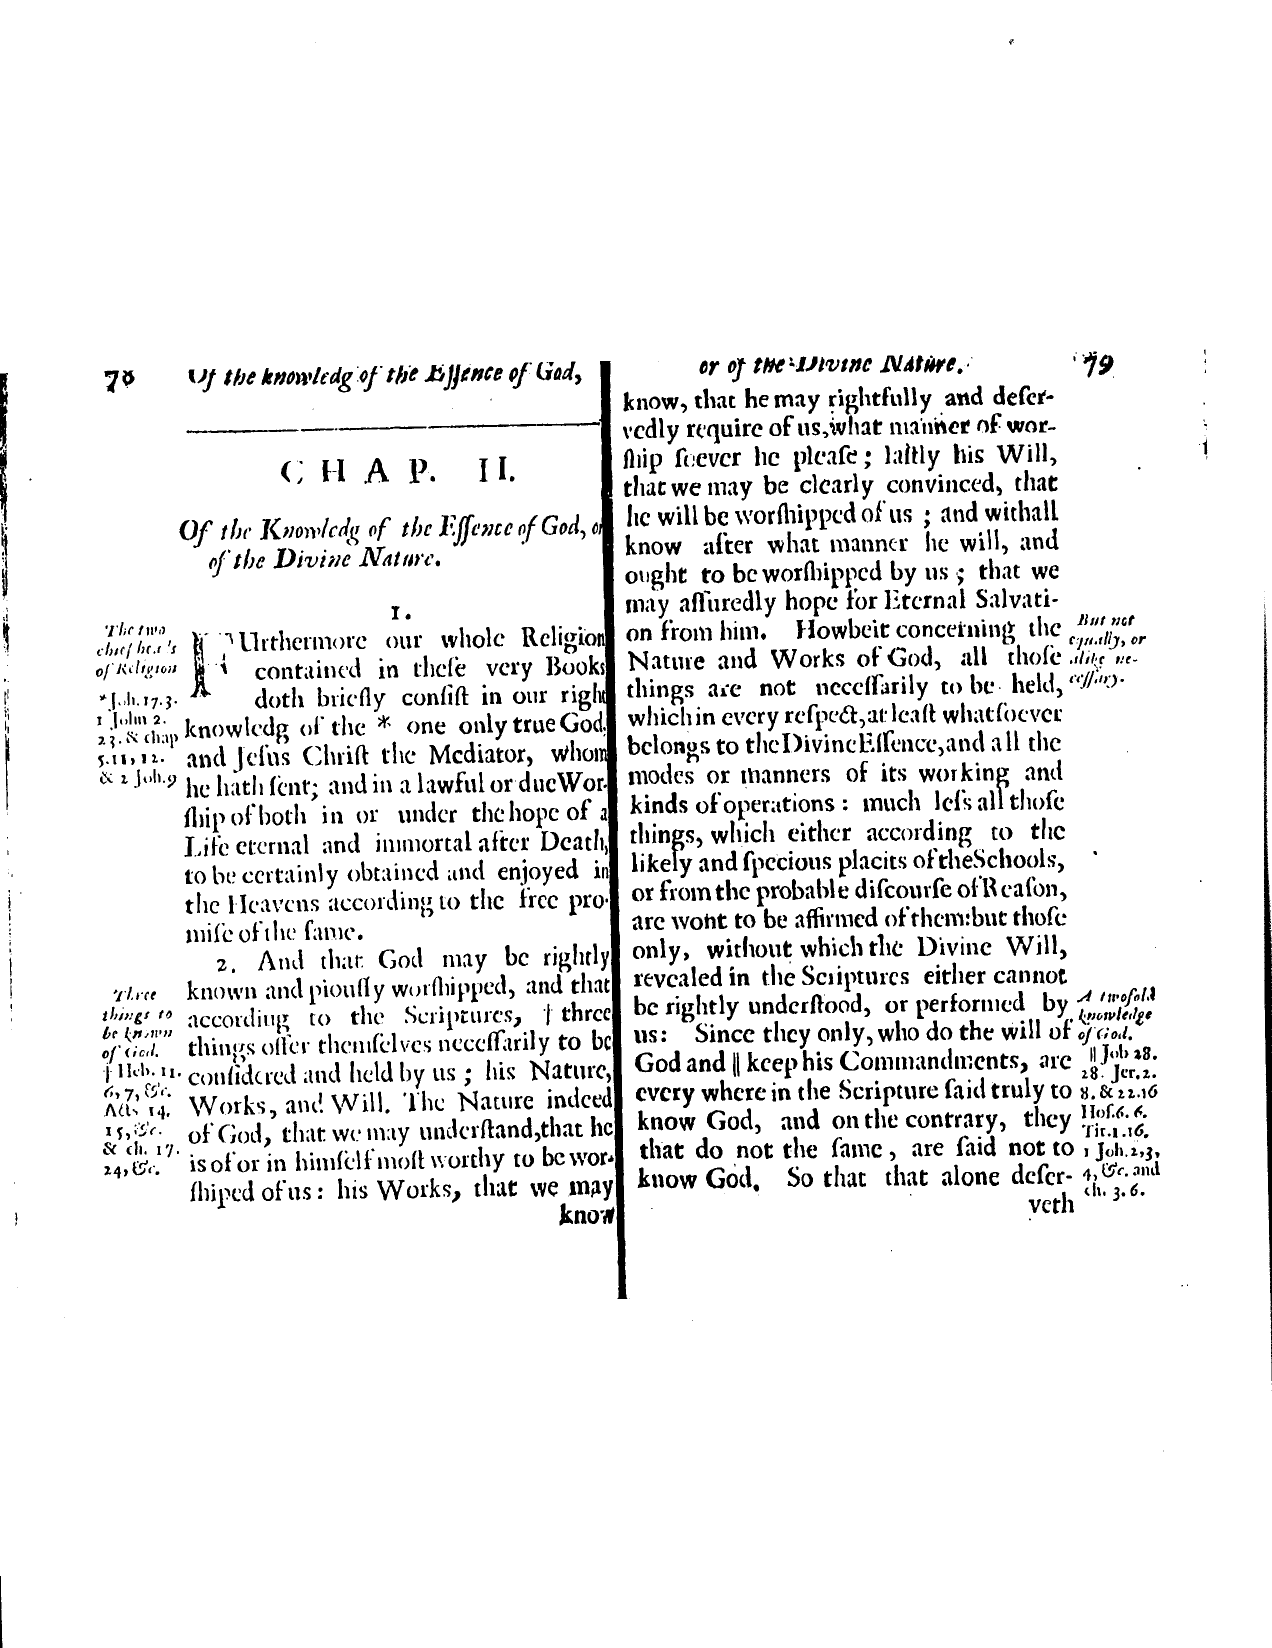 78 Of the knowledg of the Eſſence of God,
CHAP. II.
Of the Knowledg of the Eſſence of God, or
of the Divine Nature.
I.
The two
chief hea's
of Religion
*Joh. 17.3.
1 John 2.
23. & chap
5.11, 12.
& 2 Joh.9
FUrthermore our whole Religion
contained in theſe very Books
doth briefly conſiſt in our right
knowledg of the * one only true God,
and Jeſus Chriſt the Mediator, whom
he hath ſent; and in a lawful or due Wor-
ſhip of both in or under the hope of a
Life eternal and immortal after Death,
to be certainly obtained and enjoyed in
the Heavens according to the free pro-
miſe of the ſame.
2. And that God may be rightly
known and piouſly worſhipped, and that
according to the Scriptures, † three
things offer themſelves neceſſarily to be
conſidered and held by us; his Nature,
Works, and Will. The Nature indeed
of God, that we may underſtand, that he
is of or in himſelf moſt worthy to be wor-
ſhiped of us: his Works, that we may
know
Three
things to
be known
of God.
† Heb. 11.
6, 7, &c.
Acts 14.
15, &c.
& ch. 17.
24, &c.
or of the Divine Nature. 79
know, that he may rightfully and deſer-
vedly require of us, what manner of wor-
ſhip ſoever he pleaſe; laſtly his Will,
that we may be clearly convinced, that
he will be worſhipped of us; and withall
know after what manner he will, and
ought to be worſhipped by us; that we
may aſſuredly hope for Eternal Salvati-
on from him. Howbeit concerning the
Nature and Works of God, all thoſe
things are not neceſſarily to be held,
which in every reſpect, at leaſt whatſoever
belongs to the Divine Eſſence, and all the
modes or manners of its working and
kinds of operations: much leſs all thoſe
things, which either according to the
likely and ſpecious placits of the Schools,
or from the probable diſcourſe of Reaſon,
are wont to be affirmed of them: but thoſe
only, without which the Divine Will,
revealed in the Scriptures either cannot
be rightly underſtood, or performed by
us: Since they only, who do the will of
God and || keep his Commandments, are
every where in the Scripture ſaid truly to
know God, and on the contrary, they
that do not the ſame, are ſaid not to
know God. So that that alone deſer-
veth
But not
equally, or
alike ne-
ceſſary.
A twofold
knowledge
of God.
|| Job 28.
28. Jer. 2.
8. & 22.16
Hoſ. 6. 6.
Tit. 1. 16.
1 Joh. 2, 3,
4, &c. and
ch. 3. 6.